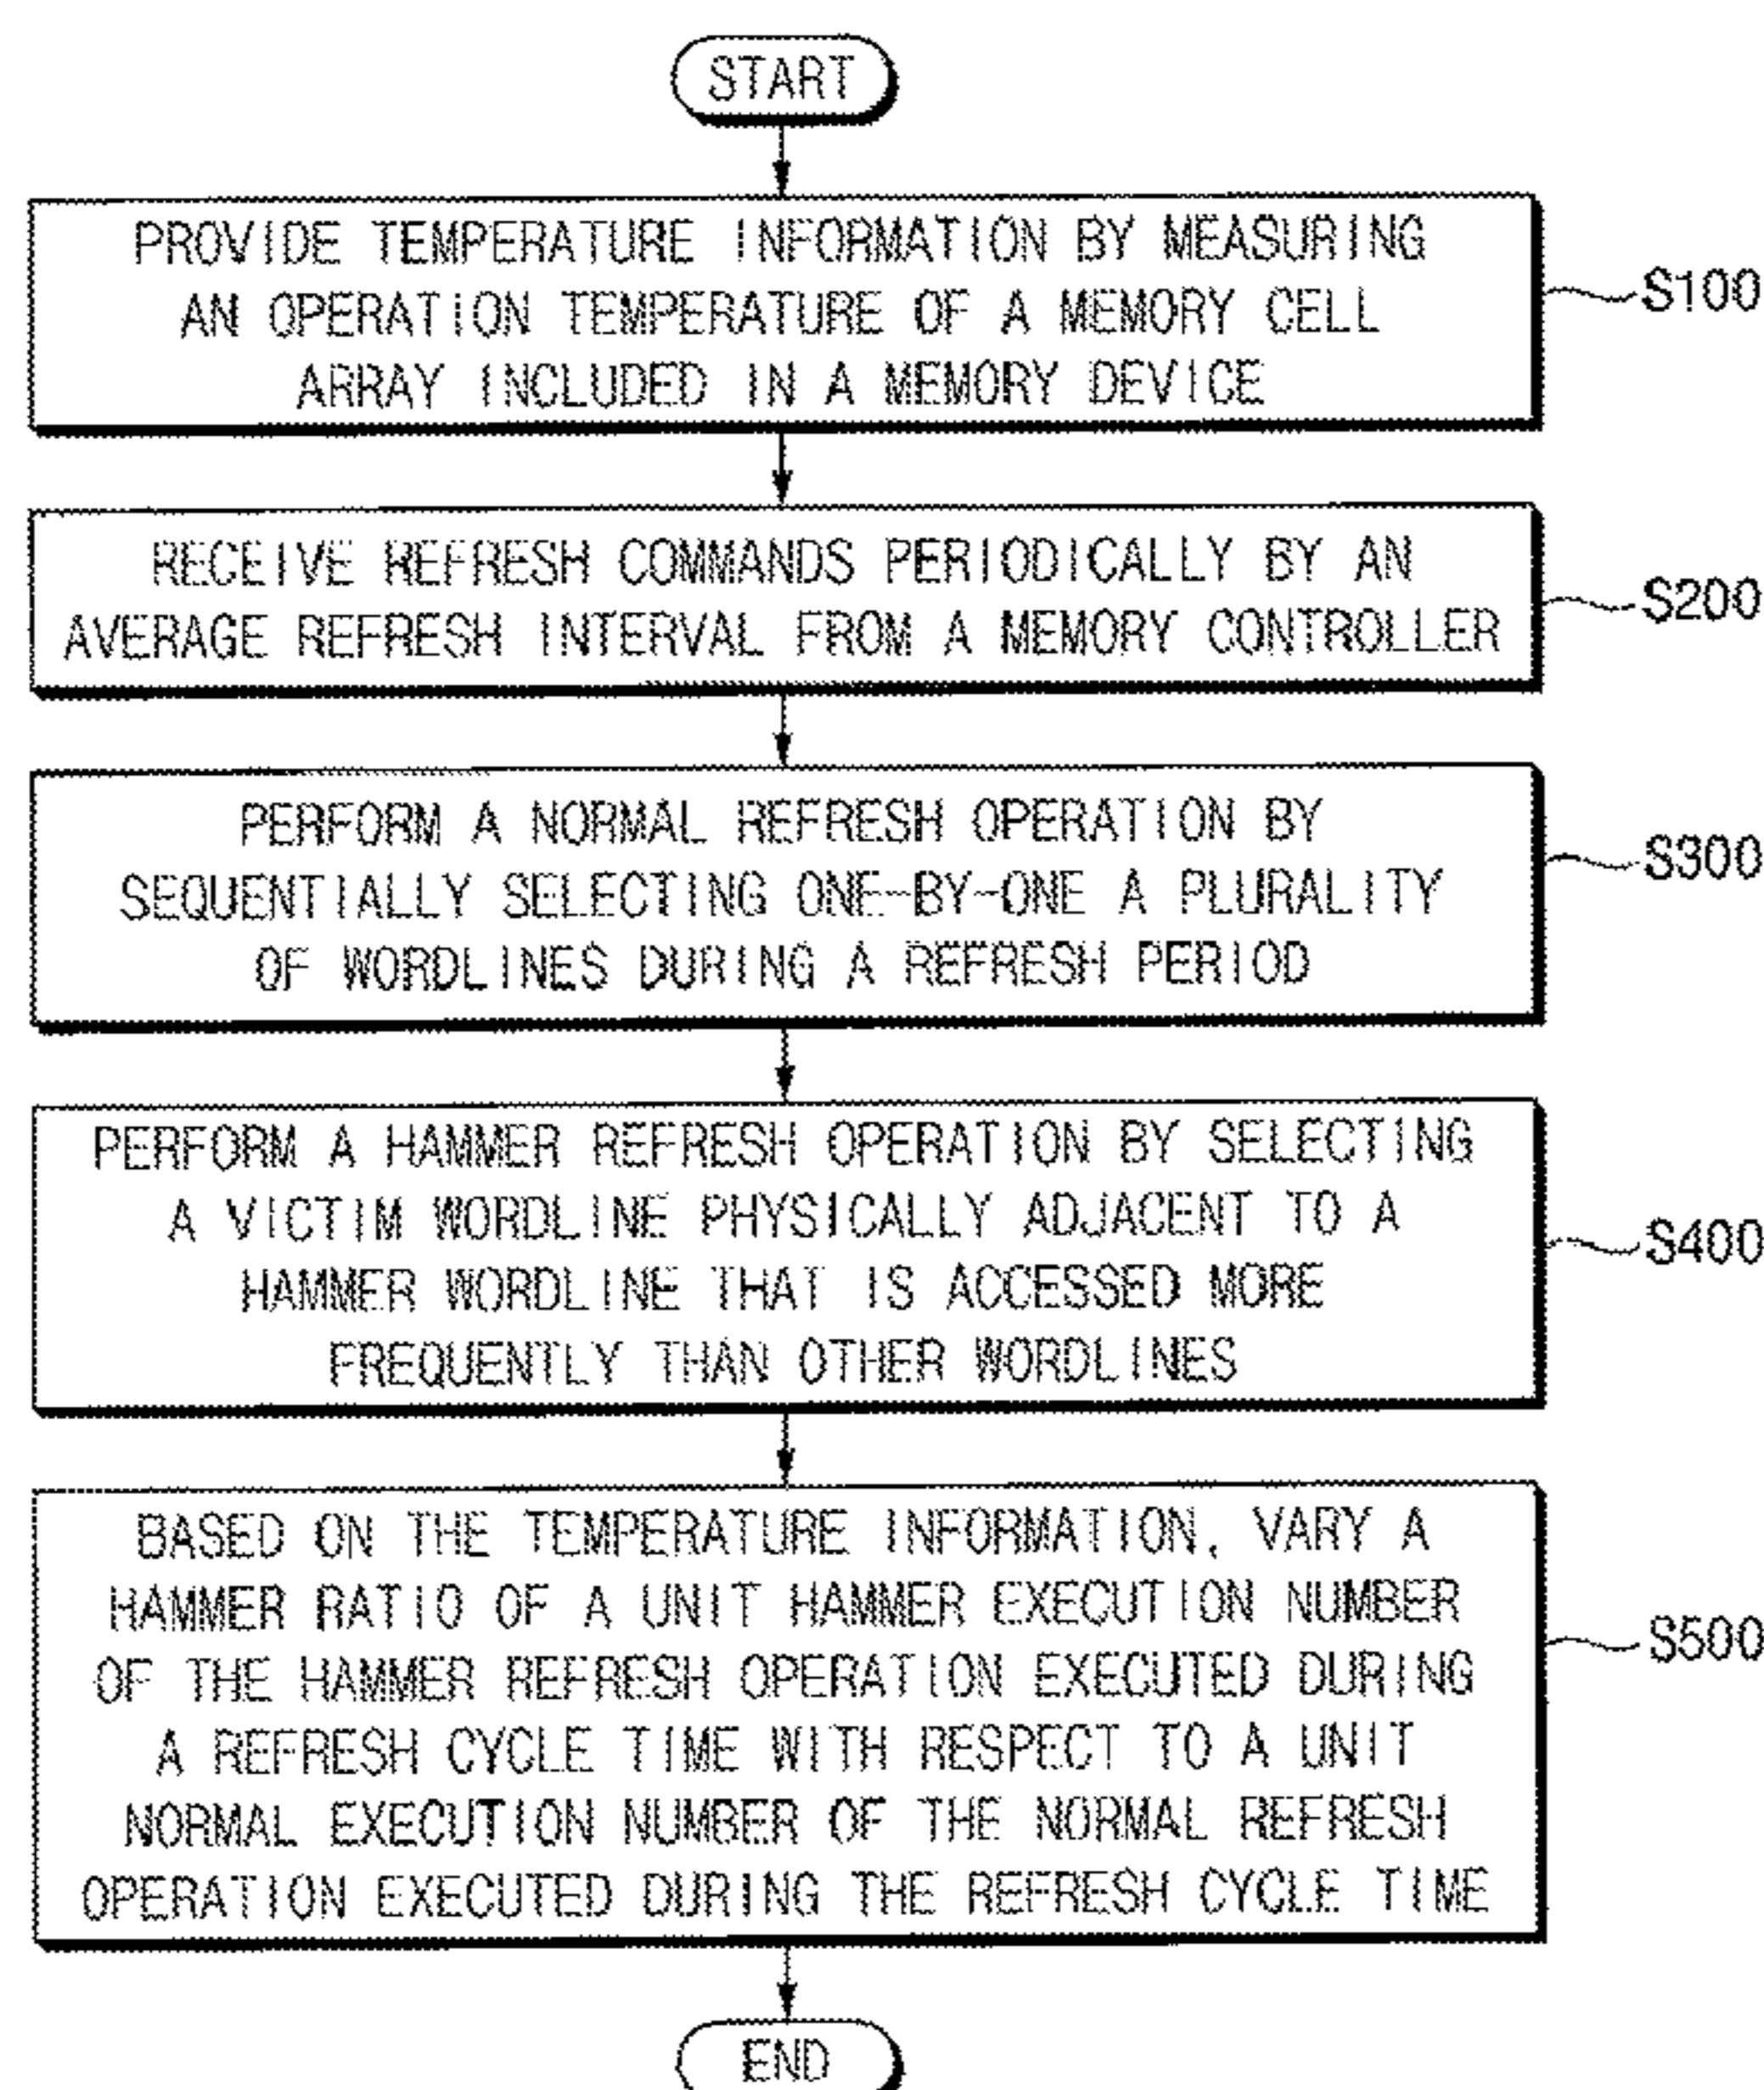 START
PROVIDE TEMPERATURE INFORMATION BY MEASURING
AN OPERATION TEMPERATURE OF A MEMORY CELL
ARRAY INCLUDED IN A MEMORY DEVICE
S100
RECEIVE REFRESH COMMANDS PERIODICALLY BY AN
AVERAGE REFRESH INTERVAL FROM A MEMORY CONTROLLER
S200
PERFORM A NORMAL REFRESH OPERATION BY
SEQUENTIALLY SELECTING ONE-BY-ONE A PLURALITY
OF WORDLINES DURING A REFRESH PERIOD
S300
PERFORM A HAMMER REFRESH OPERATION BY SELECTING
A VICTIM WORDLINE PHYSICALLY ADJACENT TO A
HAMMER WORDLINE THAT IS ACCESSED MORE
FREQUENTLY THAN OTHER WORDLINES
S400
BASED ON THE TEMPERATURE INFORMATION, VARY A
HAMMER RATIO OF A UNIT HAMMER EXECUTION NUMBER
OF THE HAMMER REFRESH OPERATION EXECUTED DURING
A REFRESH CYCLE TIME WITH RESPECT TO A UNIT
NORMAL EXECUTION NUMBER OF THE NORMAL REFRESH
OPERATION EXECUTED DURING THE REFRESH CYCLE TIME
S500
END